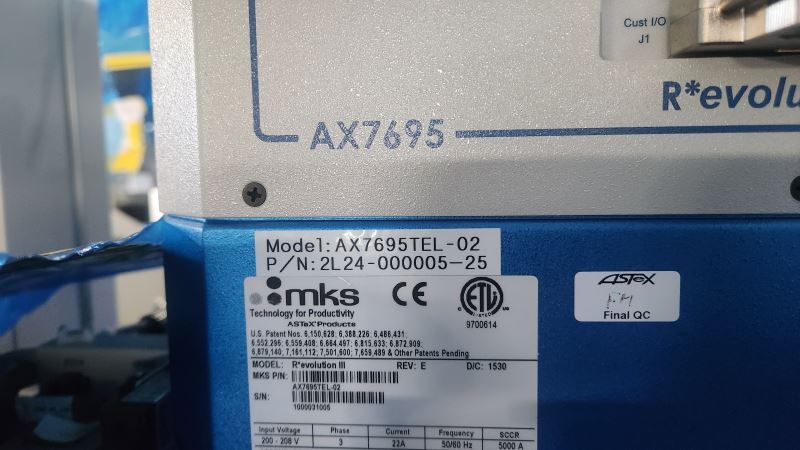 Cust I/O
J1
R*evolu
AX7695
Model:AX7695TEL-02
P/N:2L24-000005-25
mks
CE
ETL
LISTED
9700614
Technology for Productivity
ASTeX® Products
U.S. Patent Nos. 6,150,628; 6,388,226; 6,486,431;
6,552,296; 6,559,408; 6,664,497; 6,815,633; 6,872,909;
6,879,140; 7,161,112; 7,501,600; 7,659,489 & Other Patents Pending
MODEL: R*evolution III REV: E D/C: 1530
MKS P/N:
AX7695TEL-02
S/N:
1000031005
Input Voltage Phase Current Frequency SCCR
200 - 208 V 3 22A 50/60 Hz 5000 A
ASTeX
Final QC